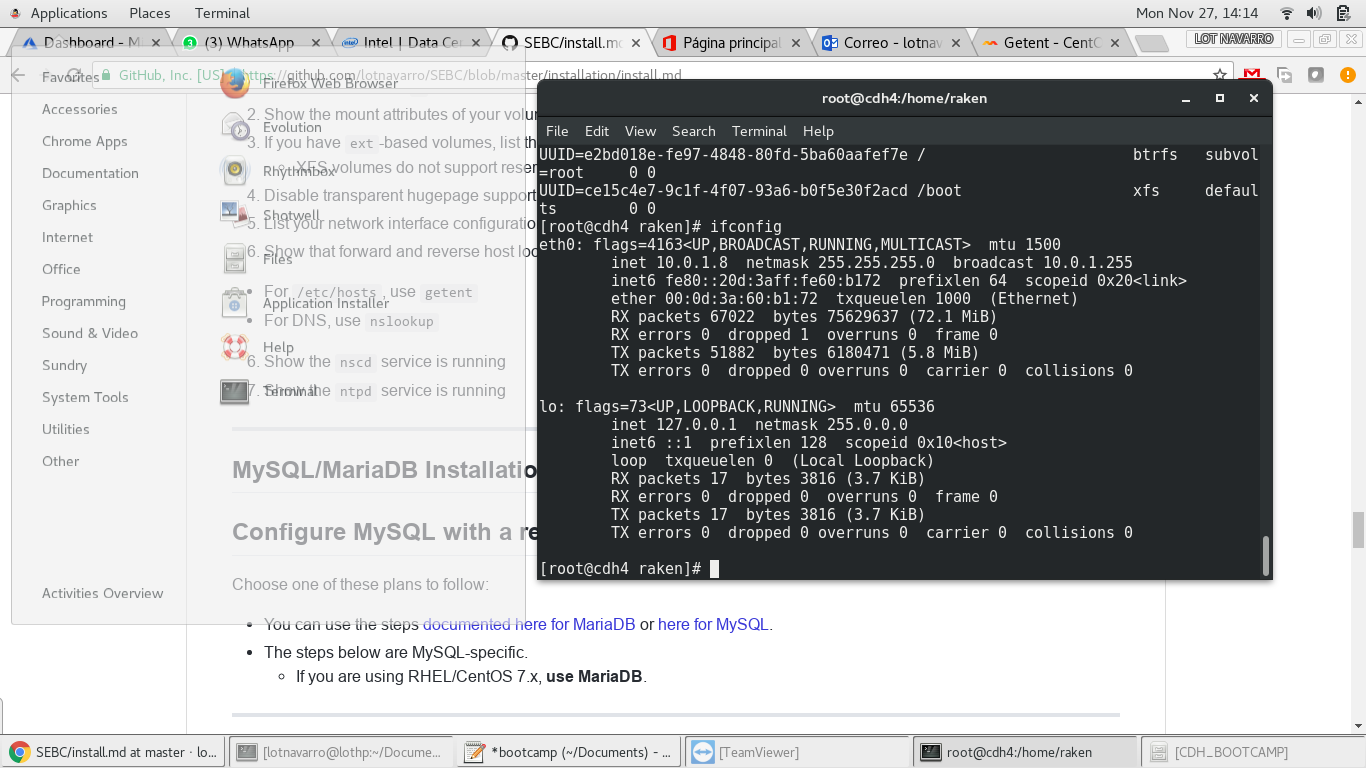 Applications Places Terminal Mon Nov 27, 14:14
Dashboard - Mi (3) WhatsApp Intel | Data Cen SEBC/install.md Página principal Correo - lotnav Getent - CentO LOT NAVARRO
GitHub, Inc. [US] https://github.com/lotnavarro/SEBC/blob/master/installation/install.md
Favorites
Accessories
Chrome Apps
Documentation
Graphics
Internet
Office
Programming
Sound & Video
Sundry
System Tools
Utilities
Other
Activities Overview
Firefox Web Browser
Evolution
Rhythmbox
Shotwell
Files
Application Installer
Help
Terminal
2. Show the mount attributes of your volum
3. If you have ext -based volumes, list th
XFS volumes do not support reser
4. Disable transparent hugepage support
5. List your network interface configuration
6. Show that forward and reverse host loo
For /etc/hosts, use getent
For DNS, use nslookup
6. Show the nscd service is running
7. Show the ntpd service is running
MySQL/MariaDB Installatio
Configure MySQL with a re
Choose one of these plans to follow:
You can use the steps documented here for MariaDB or here for MySQL.
The steps below are MySQL-specific.
If you are using RHEL/CentOS 7.x, use MariaDB.
root@cdh4:/home/raken
File Edit View Search Terminal Help
UUID=e2bd018e-fe97-4848-80fd-5ba60aafef7e / btrfs subvol
=root 0 0
UUID=ce15c4e7-9c1f-4f07-93a6-b0f5e30f2acd /boot xfs defaul
ts 0 0
[root@cdh4 raken]# ifconfig
eth0: flags=4163<UP,BROADCAST,RUNNING,MULTICAST> mtu 1500
inet 10.0.1.8 netmask 255.255.255.0 broadcast 10.0.1.255
inet6 fe80::20d:3aff:fe60:b172 prefixlen 64 scopeid 0x20<link>
ether 00:0d:3a:60:b1:72 txqueuelen 1000 (Ethernet)
RX packets 67022 bytes 75629637 (72.1 MiB)
RX errors 0 dropped 1 overruns 0 frame 0
TX packets 51882 bytes 6180471 (5.8 MiB)
TX errors 0 dropped 0 overruns 0 carrier 0 collisions 0
lo: flags=73<UP,LOOPBACK,RUNNING> mtu 65536
inet 127.0.0.1 netmask 255.0.0.0
inet6 ::1 prefixlen 128 scopeid 0x10<host>
loop txqueuelen 0 (Local Loopback)
RX packets 17 bytes 3816 (3.7 KiB)
RX errors 0 dropped 0 overruns 0 frame 0
TX packets 17 bytes 3816 (3.7 KiB)
TX errors 0 dropped 0 overruns 0 carrier 0 collisions 0
[root@cdh4 raken]#
SEBC/install.md at master · lo... [lotnavarro@lothp:~/Docume... *bootcamp (~/Documents) - ... [TeamViewer] root@cdh4:/home/raken [CDH_BOOTCAMP]